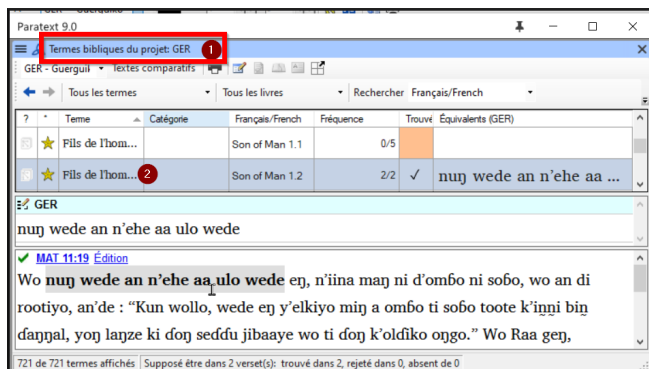 Paratext 9.0
Termes bibliques du projet: GER 1
GER - Guerguil Textes comparatifs
Tous les termes Tous les livres Rechercher Français/French
? * Terme Catégorie Français/French Fréquence Trouvé Équivalents (GER)
Fils de l'hom... Son of Man 1.1 0/5
Fils de l'hom... 2 Son of Man 1.2 2/2 ✓ nuŋ wede an n’ehe aa ...
GER
nuŋ wede an n’ehe aa ulo wede
MAT 11:19 Édition
Wo nuŋ wede an n’ehe aa ulo wede eŋ, n’iina maŋ ni d’omɓo ni soɓo, wo an di
rootiyo, an’de : “Kun wollo, wede eŋ y’elkiyo miŋ a omɓo ti soɓo toote k’iŋŋi biŋ
ɗaŋŋal, yoŋ laŋze ki ɗoŋ seɗɗu jibaaye wo ti ɗoŋ k’olɗiko oŋgo.” Wo Raa geŋ,
721 de 721 termes affichés Supposé être dans 2 verset(s): trouvé dans 2, rejeté dans 0, absent de 0